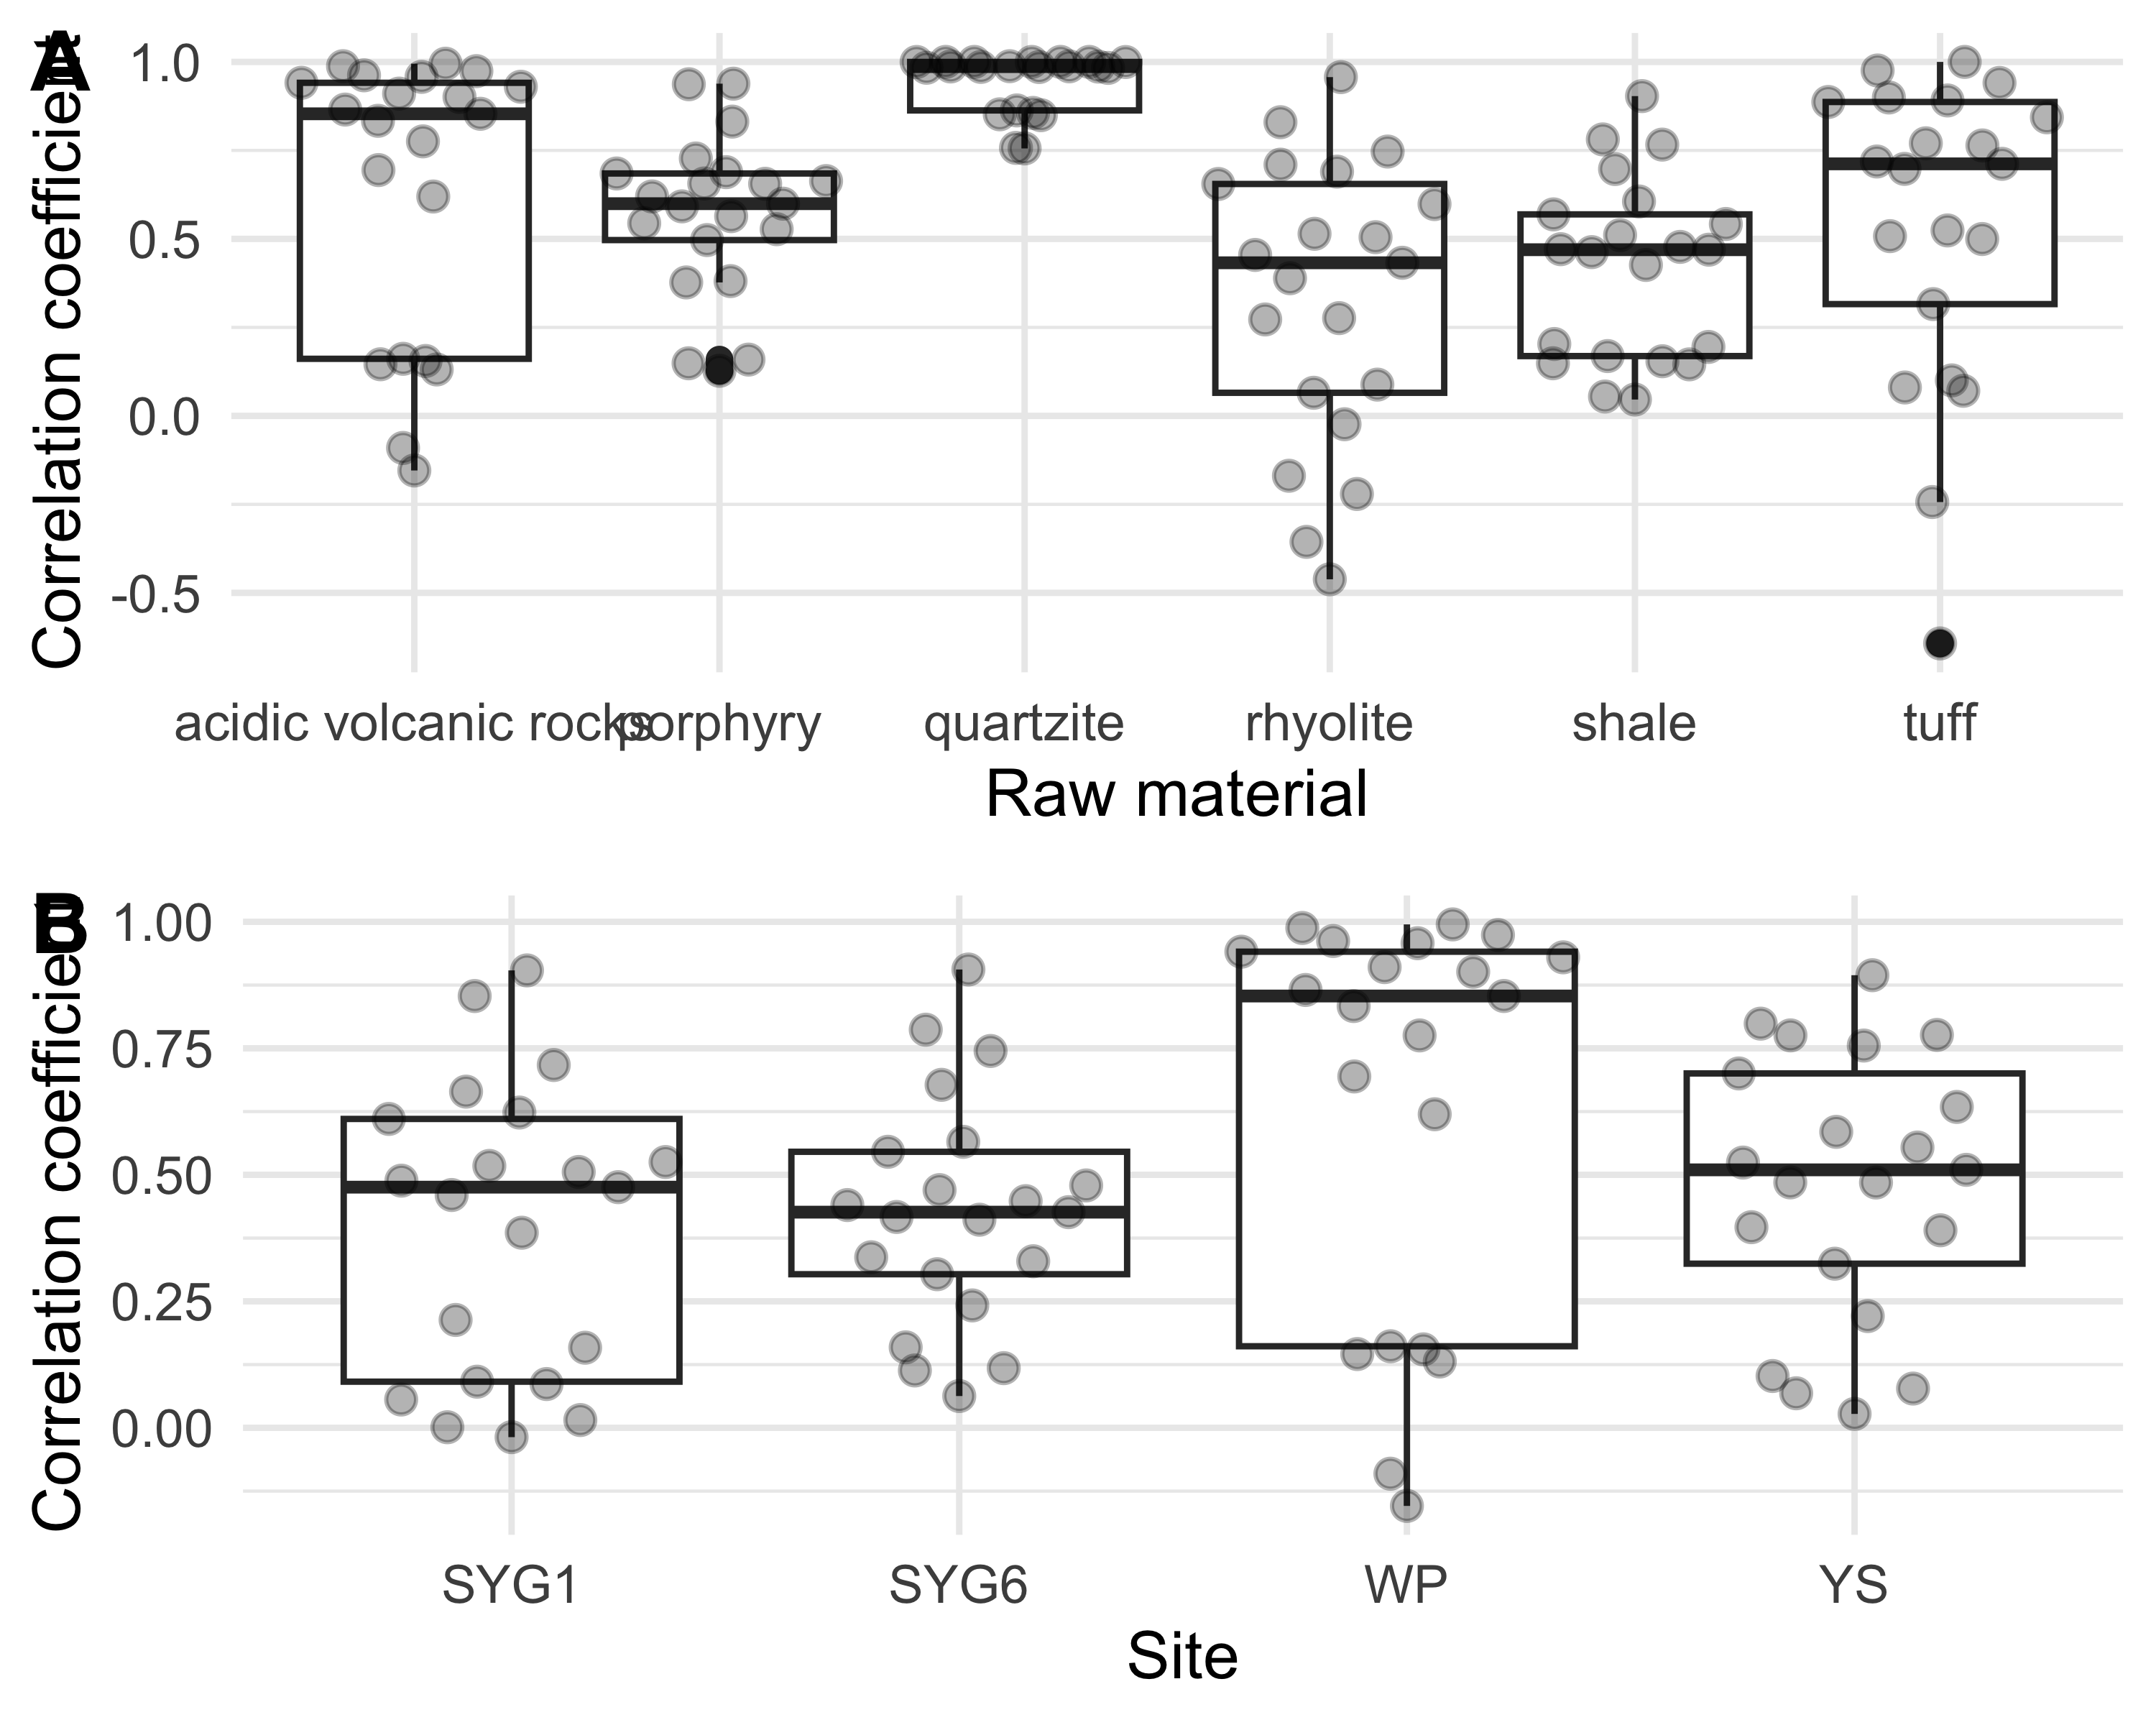 A
Correlation coefficient
1.0
0.5
0.0
-0.5
acidic volcanic rocks porphyry quartzite rhyolite shale tuff
Raw material
B
Correlation coefficient
1.00
0.75
0.50
0.25
0.00
SYG1 SYG6 WP YS
Site